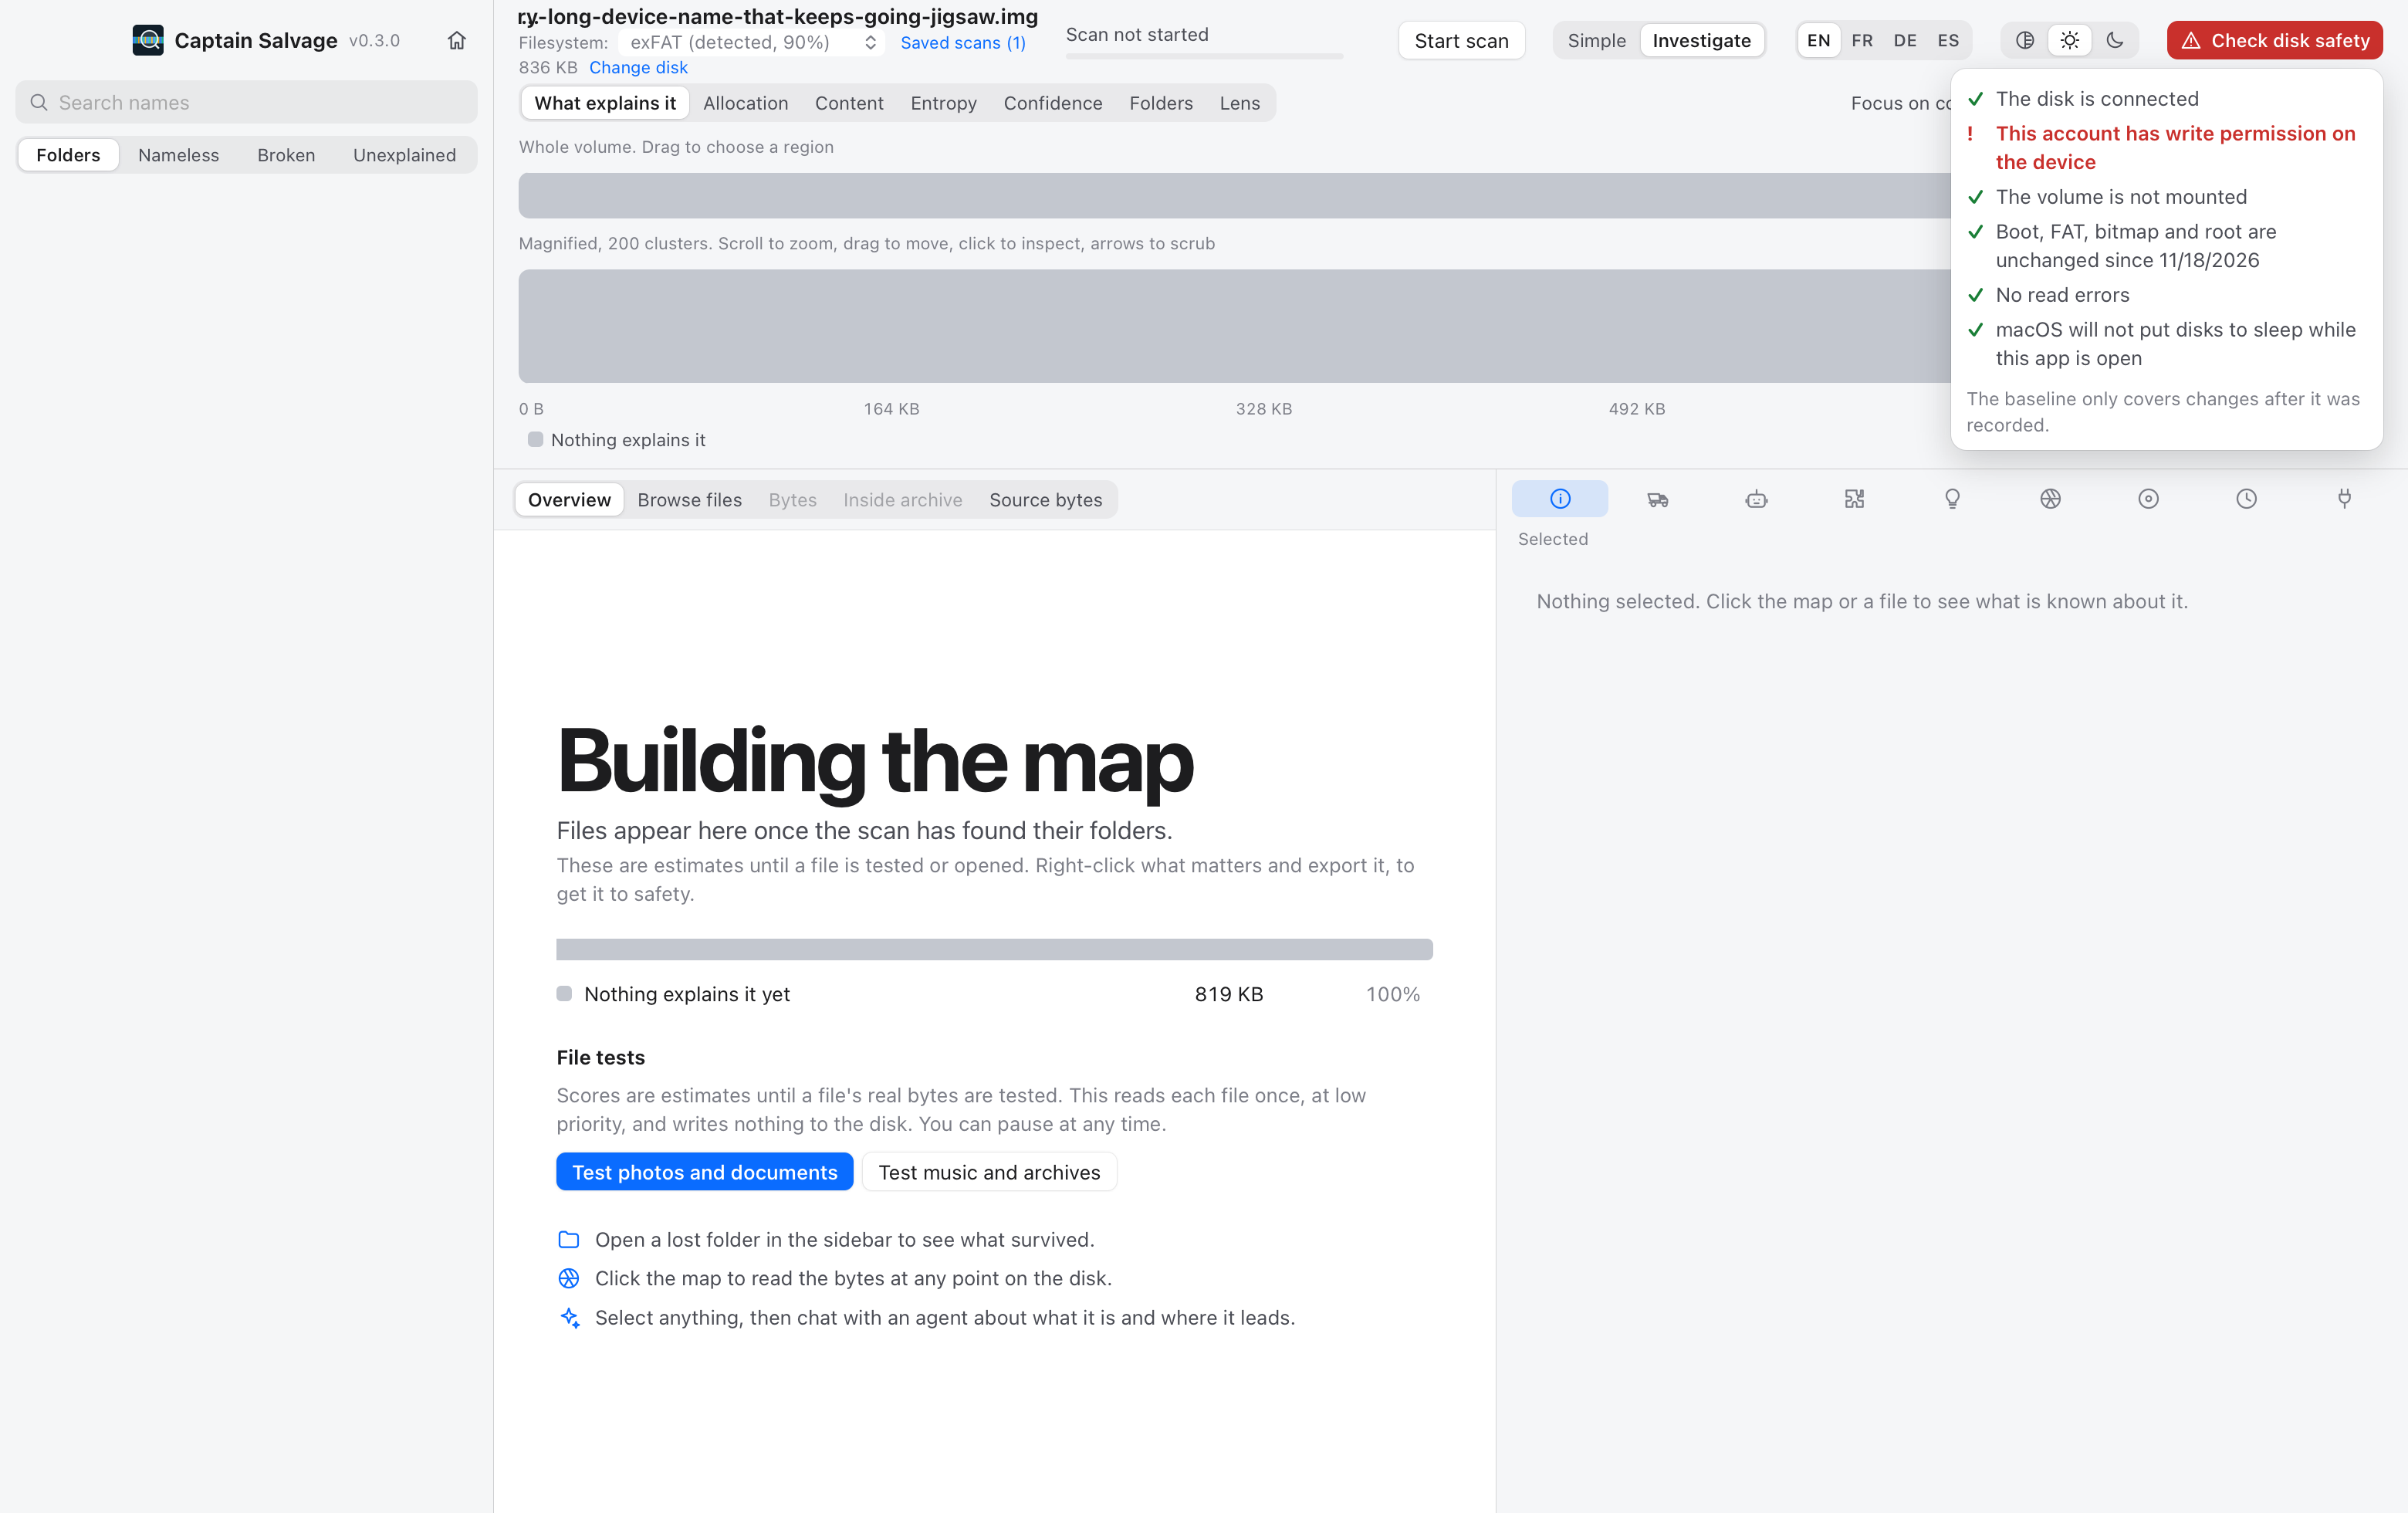 Captain Salvage v0.3.0
Search names
Folders Nameless Broken Unexplained
-long-device-name-that-keeps-going-jigsaw.img
Filesystem: exFAT (detected, 90%) Saved scans (1)
836 KB Change disk
Scan not started
Start scan
Simple Investigate
EN FR DE ES
Check disk safety
What explains it Allocation Content Entropy Confidence Folders Lens
Focus on
Whole volume. Drag to choose a region
Magnified, 200 clusters. Scroll to zoom, drag to move, click to inspect, arrows to scrub
0 B 164 KB 328 KB 492 KB
Nothing explains it
The disk is connected
! This account has write permission on
the device
The volume is not mounted
Boot, FAT, bitmap and root are
unchanged since 11/18/2026
No read errors
macOS will not put disks to sleep while
this app is open
The baseline only covers changes after it was
recorded.
Overview Browse files Bytes Inside archive Source bytes
Building the map
Files appear here once the scan has found their folders.
These are estimates until a file is tested or opened. Right-click what matters and export it, to
get it to safety.
Nothing explains it yet 819 KB 100%
File tests
Scores are estimates until a file's real bytes are tested. This reads each file once, at low
priority, and writes nothing to the disk. You can pause at any time.
Test photos and documents Test music and archives
Open a lost folder in the sidebar to see what survived.
Click the map to read the bytes at any point on the disk.
Select anything, then chat with an agent about what it is and where it leads.
Selected
Nothing selected. Click the map or a file to see what is known about it.